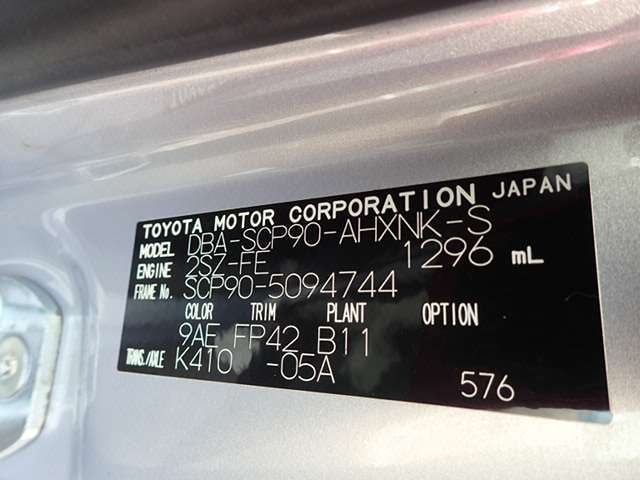 TOYOTA MOTOR CORPORATION JAPAN
MODEL DBA-SCP90-AHXNK-S
ENGINE 2SZ-FE 1296 mL
FRAME No. SCP90-5094744
COLOR TRIM PLANT OPTION
9AE FP42 B11
TRANS./AXLE K410 -05A
576